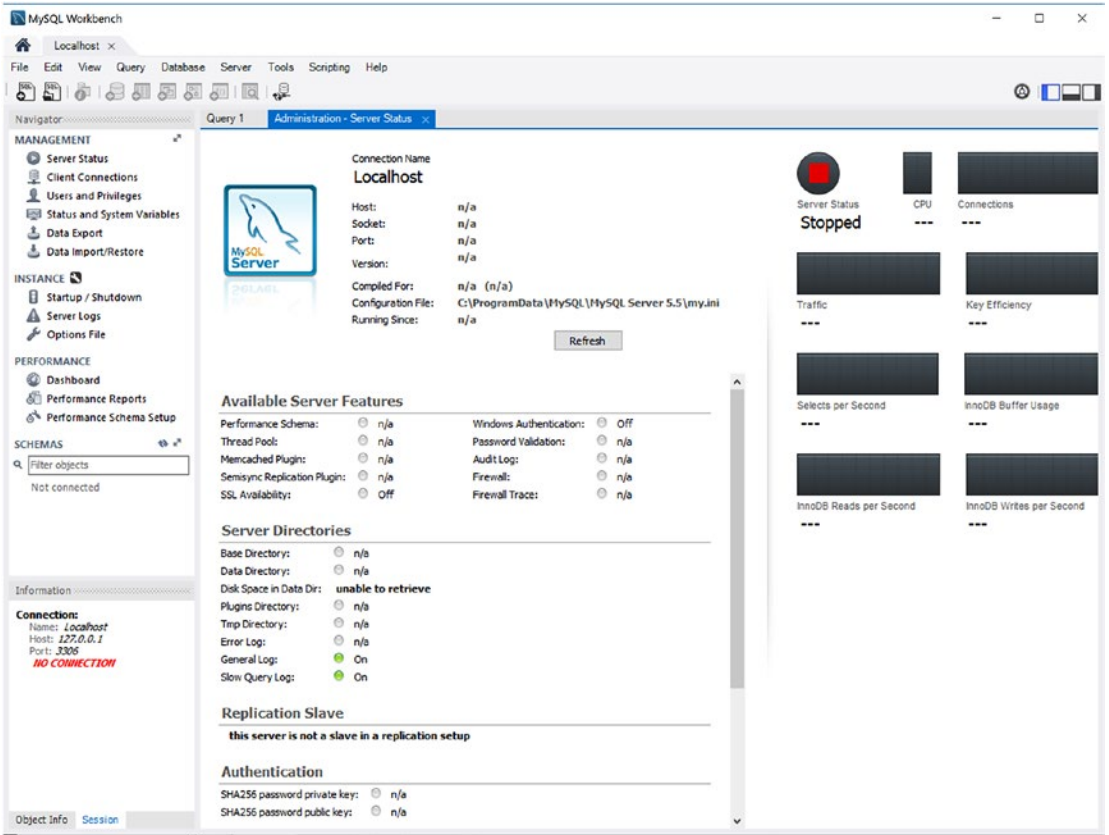 MySQL Workbench
Localhost
File Edit View Query Database Server Tools Scripting Help
Navigator
MANAGEMENT
Server Status
Client Connections
Users and Privileges
Status and System Variables
Data Export
Data Import/Restore
INSTANCE
Startup / Shutdown
Server Logs
Options File
PERFORMANCE
Dashboard
Performance Reports
Performance Schema Setup
SCHEMAS
Filter objects
Not connected
Information
Connection:
Name: Localhost
Host: 127.0.0.1
Port: 3306
NO CONNECTION
Object Info Session
Query 1 Administration - Server Status
MySQL
Server
Connection Name
Localhost
Host: n/a
Socket: n/a
Port: n/a
Version: n/a
Compiled For: n/a (n/a)
Configuration File: C:\ProgramData\MySQL\MySQL Server 5.5\my.ini
Running Since: n/a
Refresh
Available Server Features
Performance Schema: n/a Windows Authentication: Off
Thread Pool: n/a Password Validation: n/a
Memcached Plugin: n/a Audit Log: n/a
Semisync Replication Plugin: n/a Firewall: n/a
SSL Availability: Off Firewall Trace: n/a
Server Directories
Base Directory: n/a
Data Directory: n/a
Disk Space in Data Dir: unable to retrieve
Plugins Directory: n/a
Tmp Directory: n/a
Error Log: n/a
General Log: On
Slow Query Log: On
Replication Slave
this server is not a slave in a replication setup
Authentication
SHA256 password private key: n/a
SHA256 password public key: n/a
Server Status CPU Connections
Stopped --- ---
Traffic Key Efficiency
--- ---
Selects per Second InnoDB Buffer Usage
--- ---
InnoDB Reads per Second InnoDB Writes per Second
--- ---